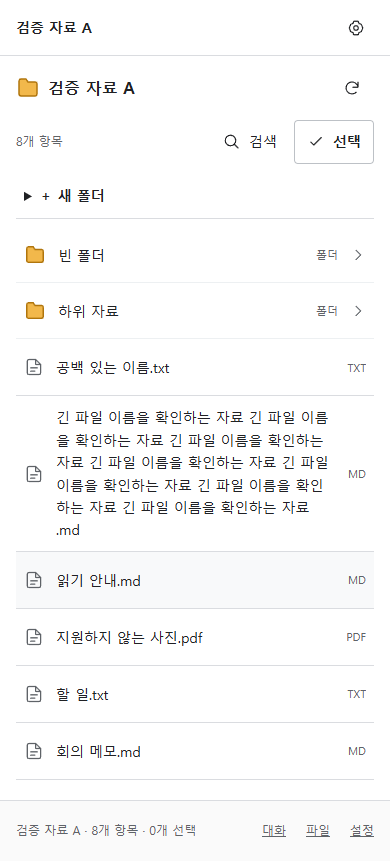 검증 자료 A
검증 자료 A
8개 항목
검색
선택
▶ + 새 폴더
빈 폴더
폴더
하위 자료
폴더
공백 있는 이름.txt
TXT
긴 파일 이름을 확인하는 자료 긴 파일 이름
을 확인하는 자료 긴 파일 이름을 확인하는
자료 긴 파일 이름을 확인하는 자료 긴 파일
이름을 확인하는 자료 긴 파일 이름을 확인
하는 자료 긴 파일 이름을 확인하는 자료
.md
MD
읽기 안내.md
MD
지원하지 않는 사진.pdf
PDF
할 일.txt
TXT
회의 메모.md
MD
검증 자료 A · 8개 항목 · 0개 선택
대화
파일
설정